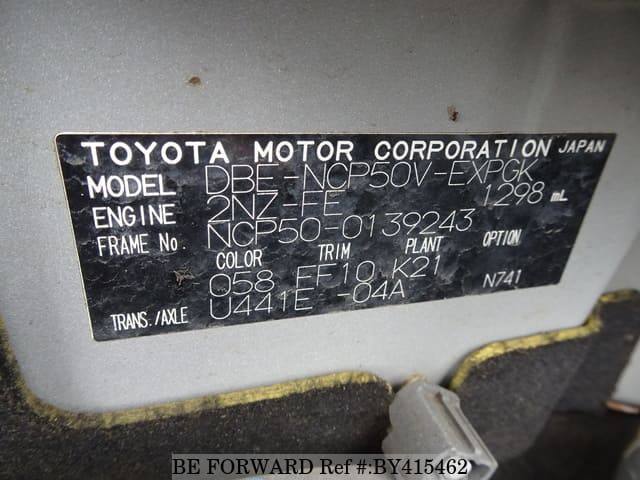 TOYOTA MOTOR CORPORATION JAPAN
MODEL DBE-NCP50V-EXPGK
ENGINE 2NZ-FE 1298 mL
FRAME No. NCP50-0139243
COLOR TRIM PLANT OPTION
058 FF10 K21 N741
TRANS./AXLE U441E -04A
BE FORWARD Ref #:BY415462